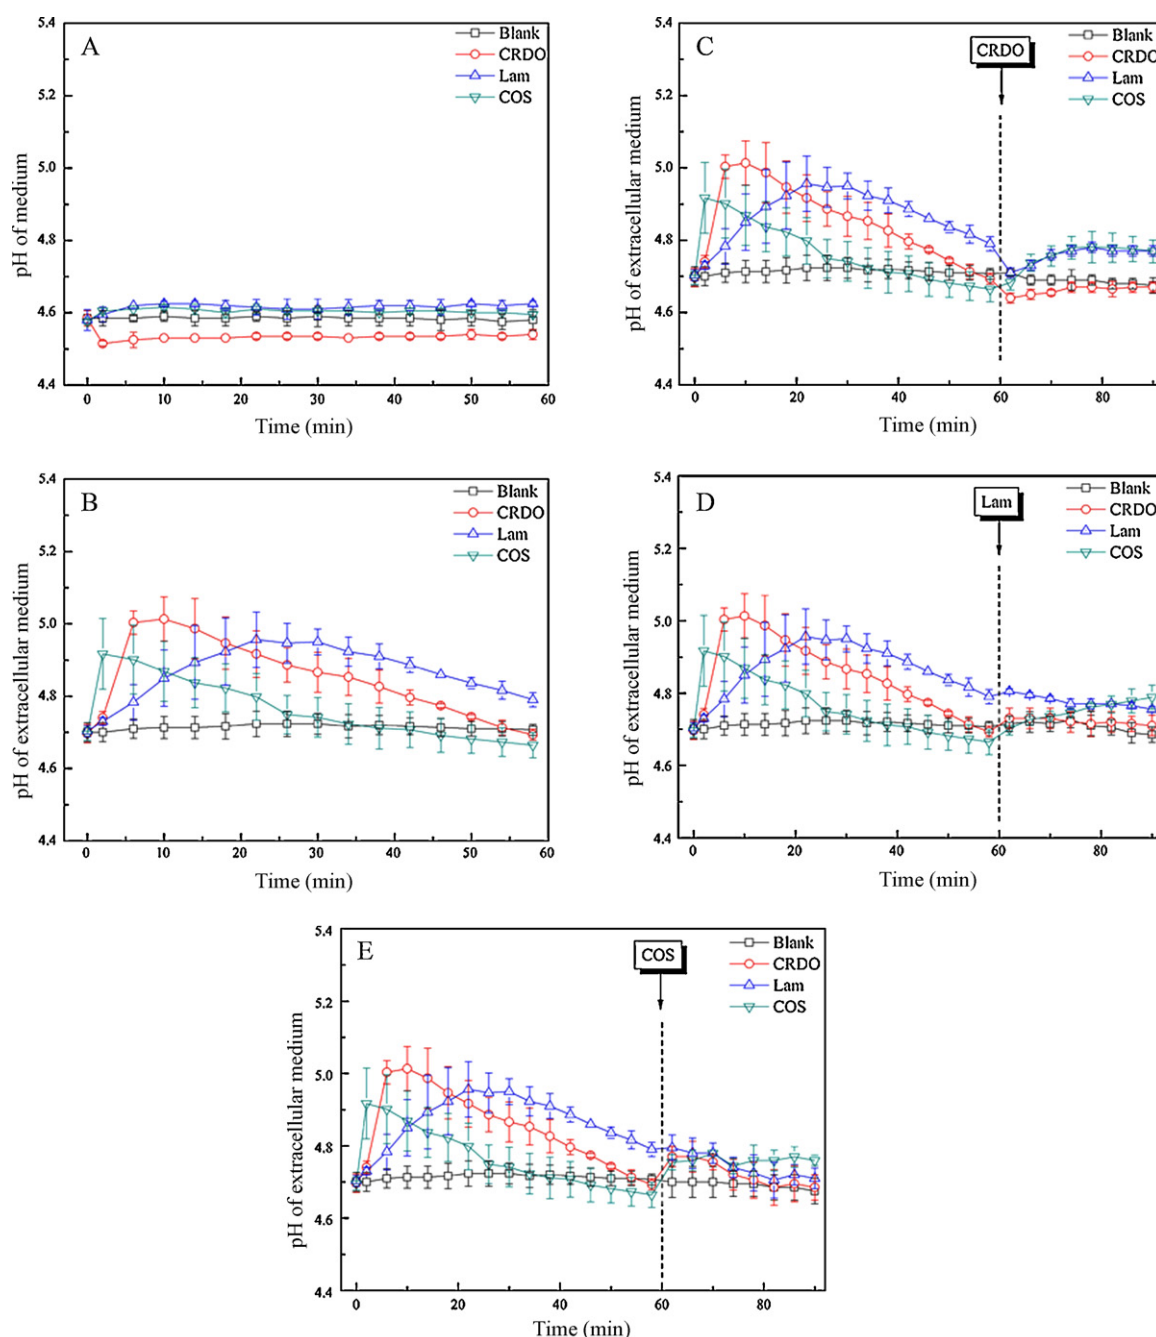 A
Blank
CRDO
Lam
COS
5.4
5.2
5.0
4.8
4.6
4.4
pH of medium
0 10 20 30 40 50 60
Time (min)
C
CRDO
Blank
CRDO
Lam
COS
5.4
5.2
5.0
4.8
4.6
4.4
pH of extracellular medium
0 20 40 60 80
Time (min)
B
Blank
CRDO
Lam
COS
5.4
5.2
5.0
4.8
4.6
4.4
pH of extracellular medium
0 10 20 30 40 50 60
Time (min)
D
Lam
Blank
CRDO
Lam
COS
5.4
5.2
5.0
4.8
4.6
4.4
pH of extracellular medium
0 20 40 60 80
Time (min)
E
COS
Blank
CRDO
Lam
COS
5.4
5.2
5.0
4.8
4.6
4.4
pH of extracellular medium
0 20 40 60 80
Time (min)